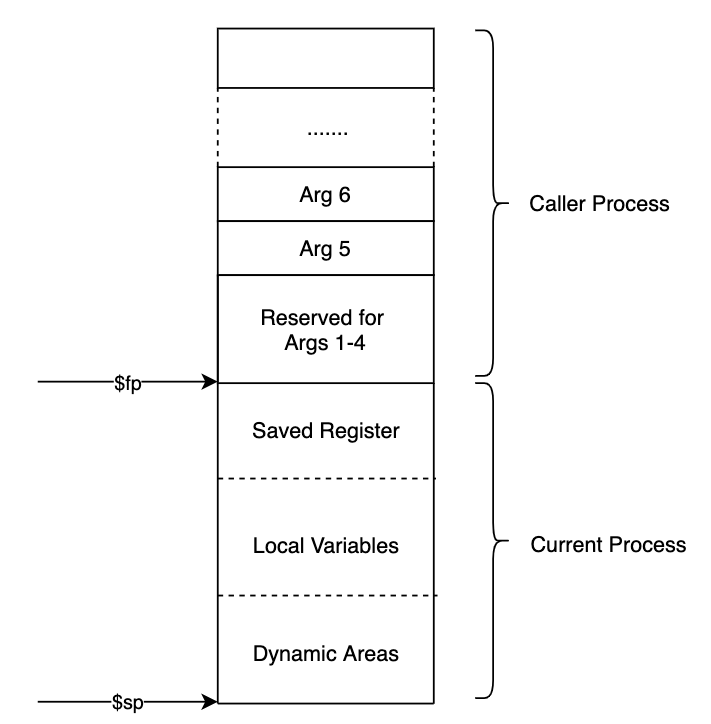 .......
Arg 6
Caller Process
Arg 5
Reserved for
Args 1-4
$fp
Saved Register
Local Variables
Current Process
Dynamic Areas
$sp